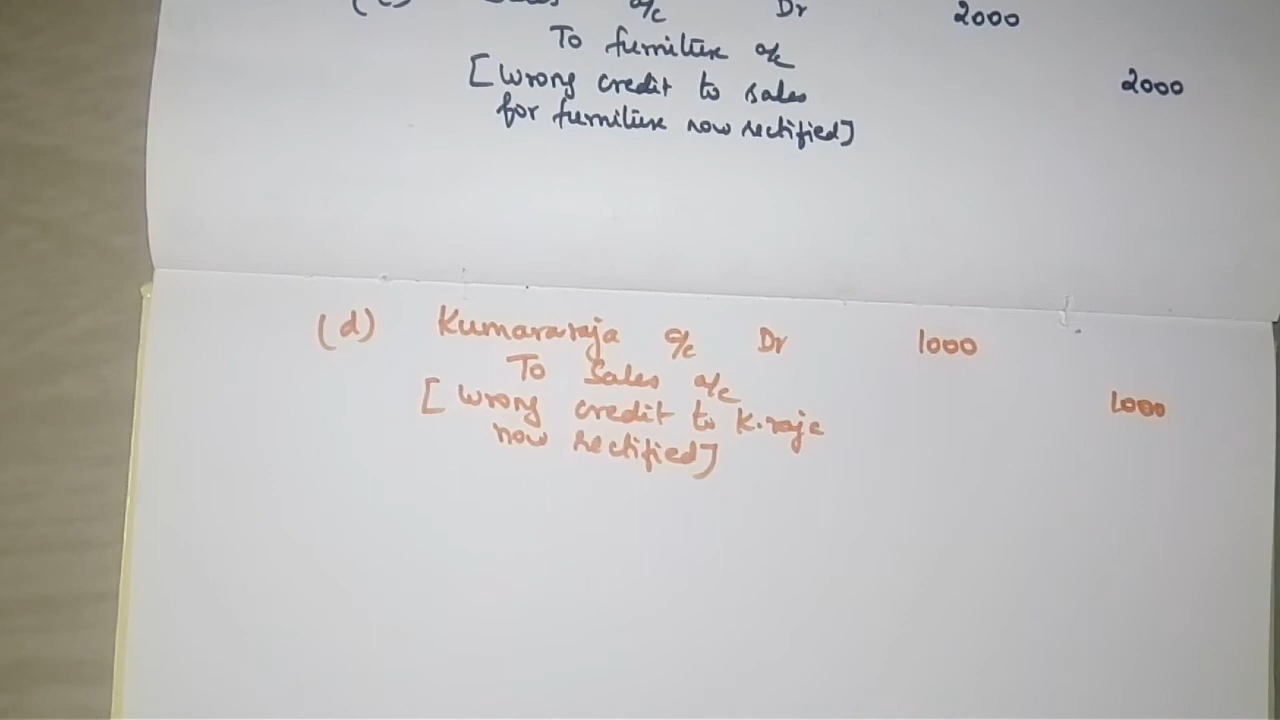 a/c Dr 2000
To furniture a/c
[Wrong credit to sales 2000
for furniture now rectified]
(d) Kumararaja a/c Dr 1000
To Sales a/c
[Wrong credit to K.raja 1000
now rectified]